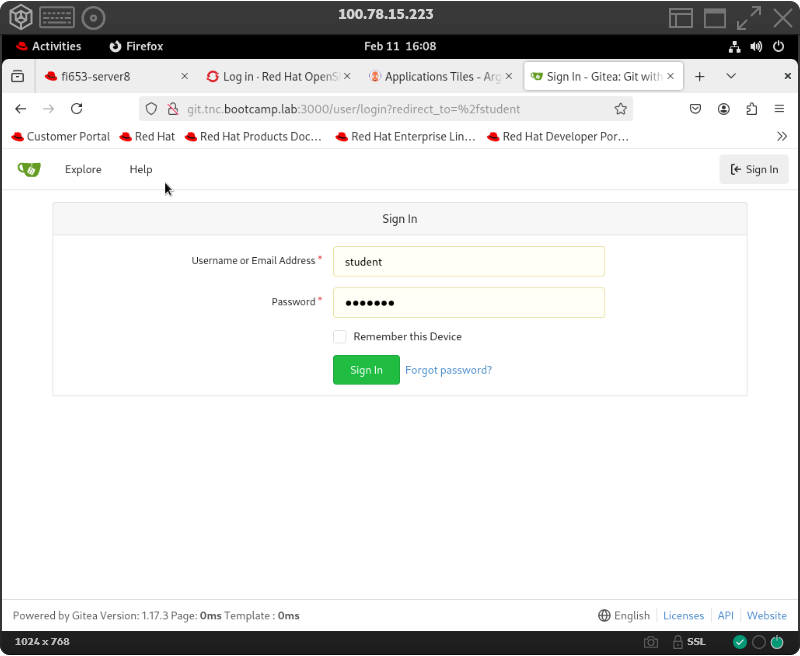 100.78.15.223
Activities Firefox Feb 11 16:08
fi653-server8 Log in · Red Hat OpenS Applications Tiles - Arg Sign In - Gitea: Git with
git.tnc.bootcamp.lab:3000/user/login?redirect_to=%2fstudent
Customer Portal Red Hat Red Hat Products Doc... Red Hat Enterprise Lin... Red Hat Developer Por...
Explore Help Sign In
Sign In
Username or Email Address * student
Password * ●●●●●●●
Remember this Device
Sign In Forgot password?
Powered by Gitea Version: 1.17.3 Page: 0ms Template : 0ms English Licenses API Website
1024 x 768 SSL